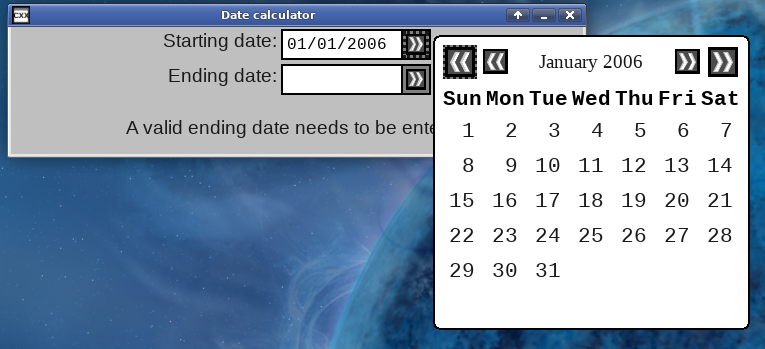 CXX
Date calculator
Starting date: 01/01/2006
Ending date:
A valid ending date needs to be
January 2006
Sun Mon Tue Wed Thu Fri Sat
1 2 3 4 5 6 7
8 9 10 11 12 13 14
15 16 17 18 19 20 21
22 23 24 25 26 27 28
29 30 31